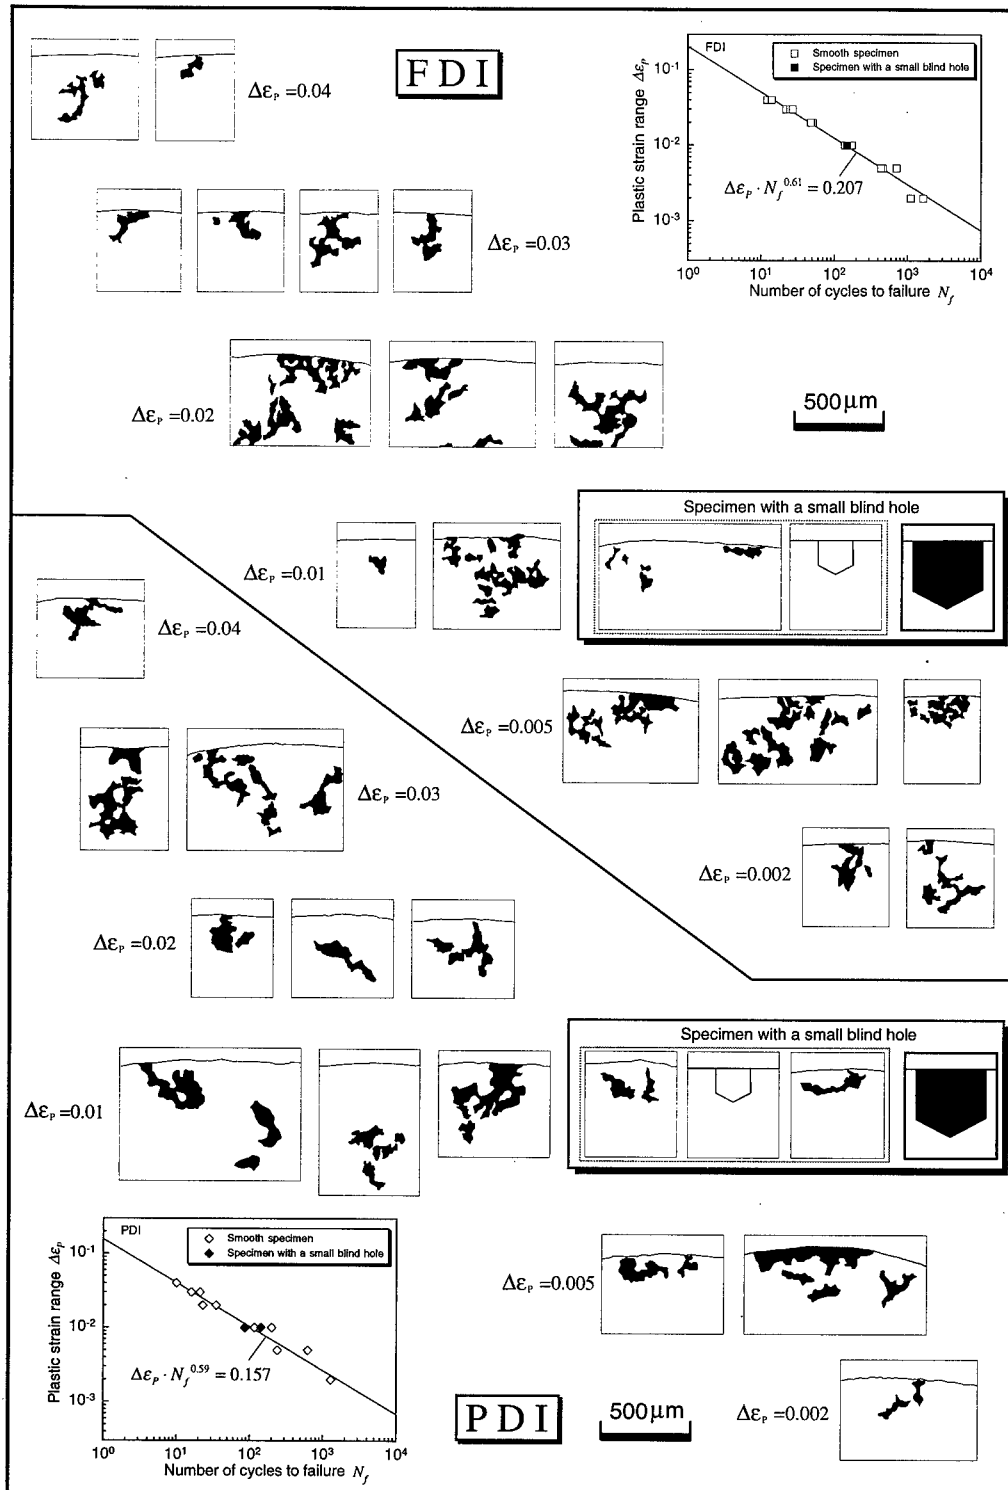 FDI
Δε_P =0.04
FDI
Smooth specimen
Specimen with a small blind hole
Plastic strain range Δε_p
10^-1
10^-2
10^-3
Δε_P · N_f^0.61 = 0.207
10^0 10^1 10^2 10^3 10^4
Number of cycles to failure N_f
Δε_P =0.03
Δε_P =0.02
500μm
Specimen with a small blind hole
Δε_P =0.01
Δε_P =0.04
Δε_P =0.005
Δε_P =0.03
Δε_P =0.002
Δε_P =0.02
Specimen with a small blind hole
Δε_P =0.01
PDI
Smooth specimen
Specimen with a small blind hole
Plastic strain range Δε_p
10^-1
10^-2
10^-3
Δε_P · N_f^0.59 = 0.157
10^0 10^1 10^2 10^3 10^4
Number of cycles to failure N_f
Δε_P =0.005
PDI
500μm
Δε_P =0.002